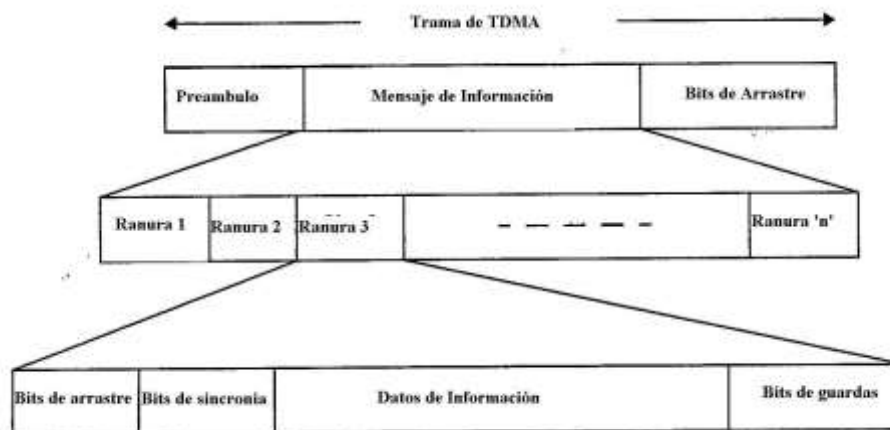 Trama de TDMA
Preambulo
Mensaje de Información
Bits de Arrastre
Ranura 1
Ranura 2
Ranura 3
Ranura 'n'
Bits de arrastre
Bits de sincronia
Datos de Información
Bits de guardas